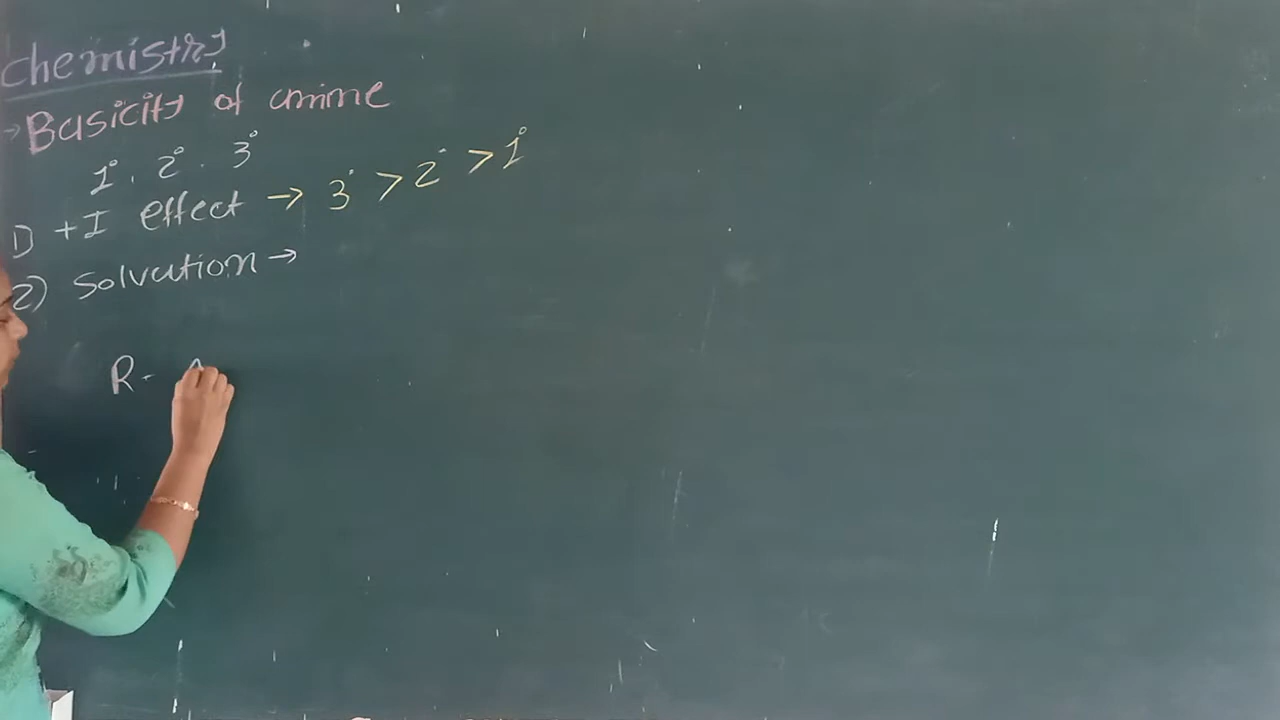 Chemistry
→ Basicity of amine
1°, 2°, 3°
1) +I effect → 3° > 2° > 1°
2) Solvation →
R-